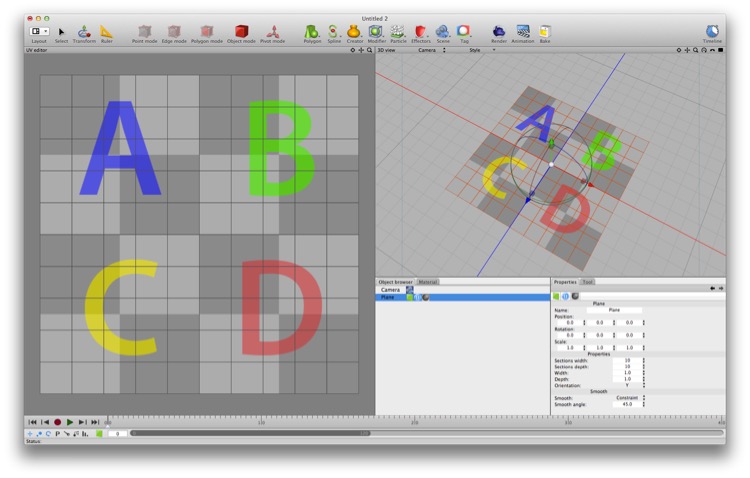 Untitled 2
Layout Select Transform Ruler Point mode Edge mode Polygon mode Object mode Pivot mode Polygon Spline Creator Modifier Particle Effectors Scene Tag Render Animation Bake Timeline
UV editor
3D view Camera Style
A B
C D
A
B
C
D
Object browser Material
Camera
Plane
Properties Tool
Plane
Name: Plane
Position:
0.0 0.0 0.0
Rotation:
0.0 0.0 0.0
Scale:
1.0 1.0 1.0
Properties
Sections width: 10
Sections depth: 10
Width: 1.0
Depth: 1.0
Orientation: Y
Smooth
Smooth: Constraint
Smooth angle: 45.0
P
0
Status: